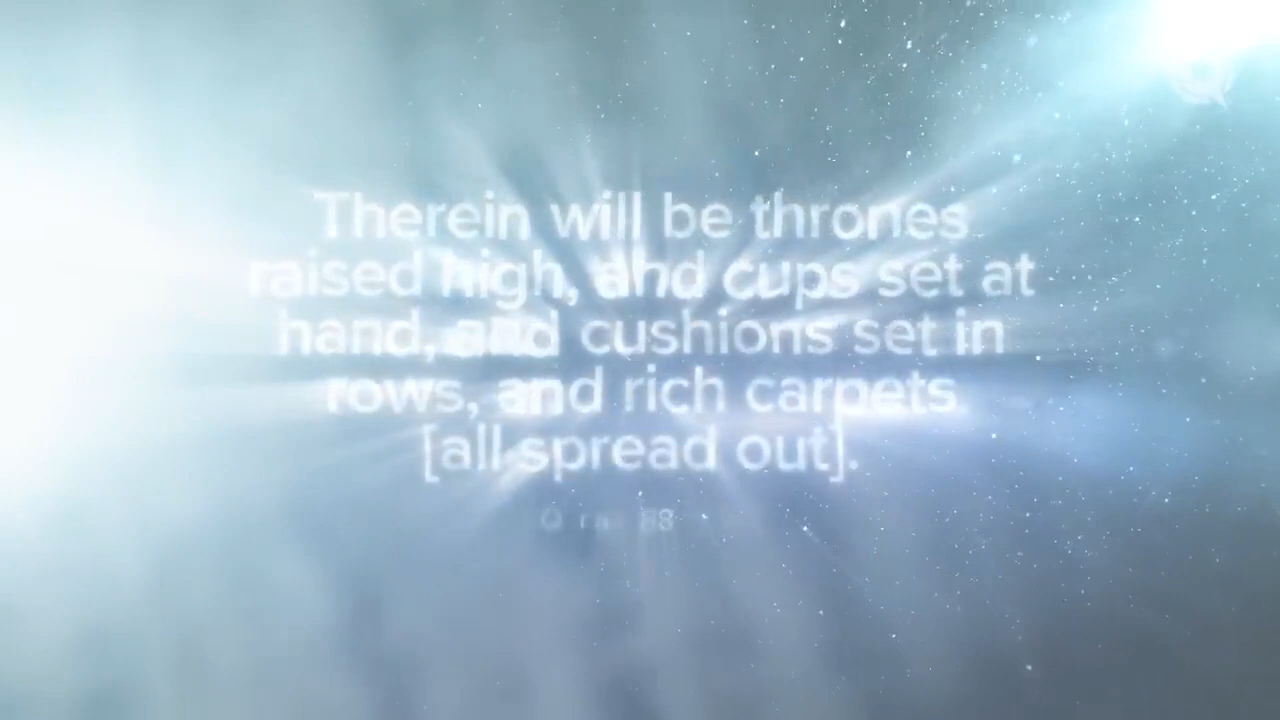 Therein will be thrones
raised high, and cups set at
hand, and cushions set in
rows, and rich carpets
[all spread out].
88